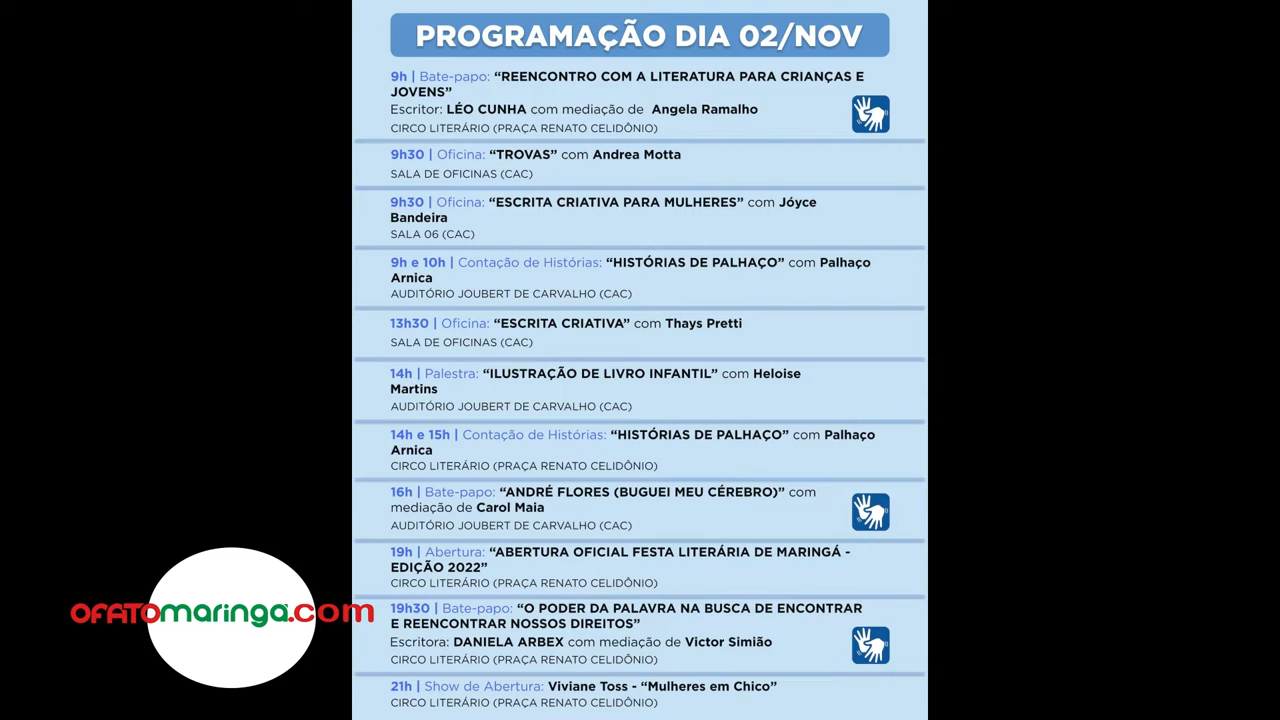 PROGRAMAÇÃO DIA 02/NOV
9h | Bate-papo: “REENCONTRO COM A LITERATURA PARA CRIANÇAS E
JOVENS”
Escritor: LÉO CUNHA com mediação de Angela Ramalho
CIRCO LITERÁRIO (PRAÇA RENATO CELIDÔNIO)
9h30 | Oficina: “TROVAS” com Andrea Motta
SALA DE OFICINAS (CAC)
9h30 | Oficina: “ESCRITA CRIATIVA PARA MULHERES” com Jóyce
Bandeira
SALA 06 (CAC)
9h e 10h | Contação de Histórias: “HISTÓRIAS DE PALHAÇO” com Palhaço
Arnica
AUDITÓRIO JOUBERT DE CARVALHO (CAC)
13h30 | Oficina: “ESCRITA CRIATIVA” com Thays Pretti
SALA DE OFICINAS (CAC)
14h | Palestra: “ILUSTRAÇÃO DE LIVRO INFANTIL” com Heloise
Martins
AUDITÓRIO JOUBERT DE CARVALHO (CAC)
14h e 15h | Contação de Histórias: “HISTÓRIAS DE PALHAÇO” com Palhaço
Arnica
CIRCO LITERÁRIO (PRAÇA RENATO CELIDÔNIO)
16h | Bate-papo: “ANDRÉ FLORES (BUGUEI MEU CÉREBRO)” com
mediação de Carol Maia
AUDITÓRIO JOUBERT DE CARVALHO (CAC)
19h | Abertura: “ABERTURA OFICIAL FESTA LITERÁRIA DE MARINGÁ -
EDIÇÃO 2022”
CIRCO LITERÁRIO (PRAÇA RENATO CELIDÔNIO)
19h30 | Bate-papo: “O PODER DA PALAVRA NA BUSCA DE ENCONTRAR
E REENCONTRAR NOSSOS DIREITOS”
Escritora: DANIELA ARBEX com mediação de Victor Simião
CIRCO LITERÁRIO (PRAÇA RENATO CELIDÔNIO)
21h | Show de Abertura: Viviane Toss - “Mulheres em Chico”
CIRCO LITERÁRIO (PRAÇA RENATO CELIDÔNIO)
OFATOmaringá.com